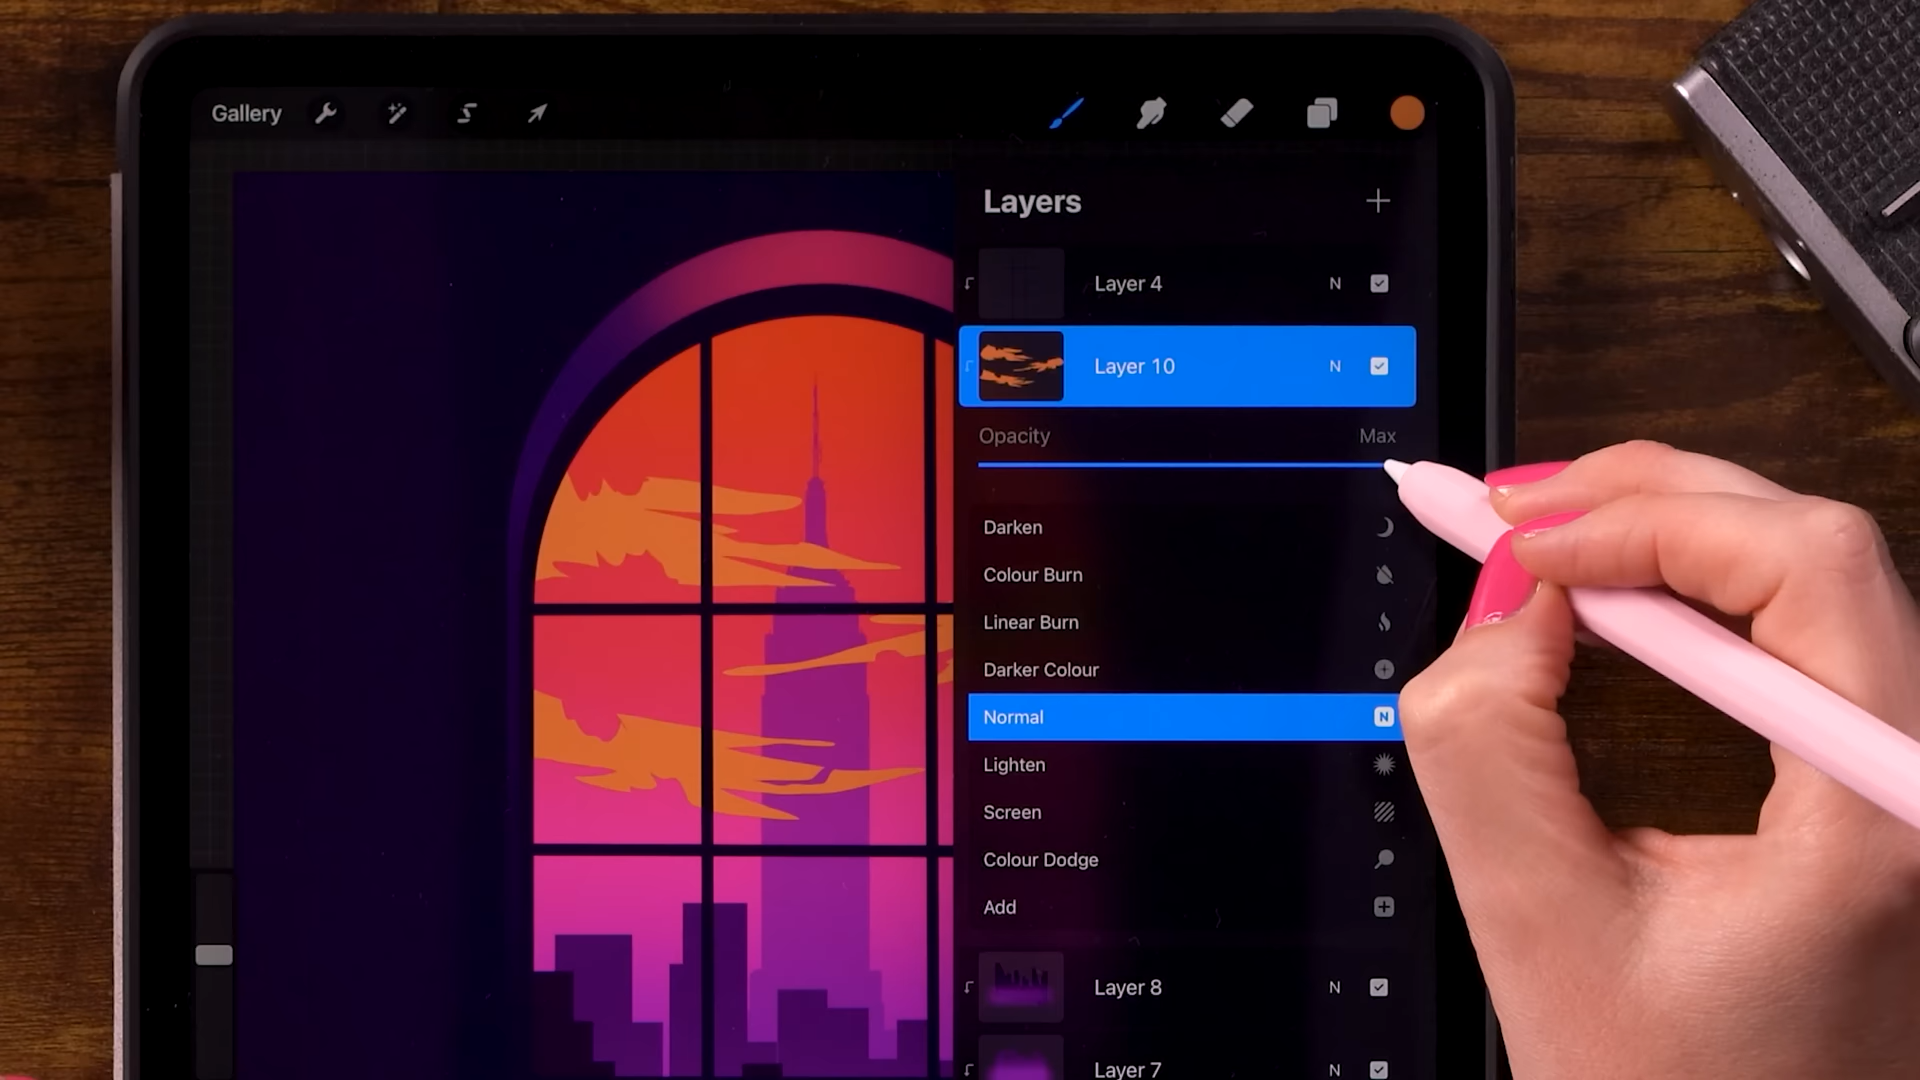 Gallery
Layers
Layer 4 N
Layer 10 N
Opacity Max
Darken
Colour Burn
Linear Burn
Darker Colour
Normal N
Lighten
Screen
Colour Dodge
Add
Layer 8 N
Layer 7 N